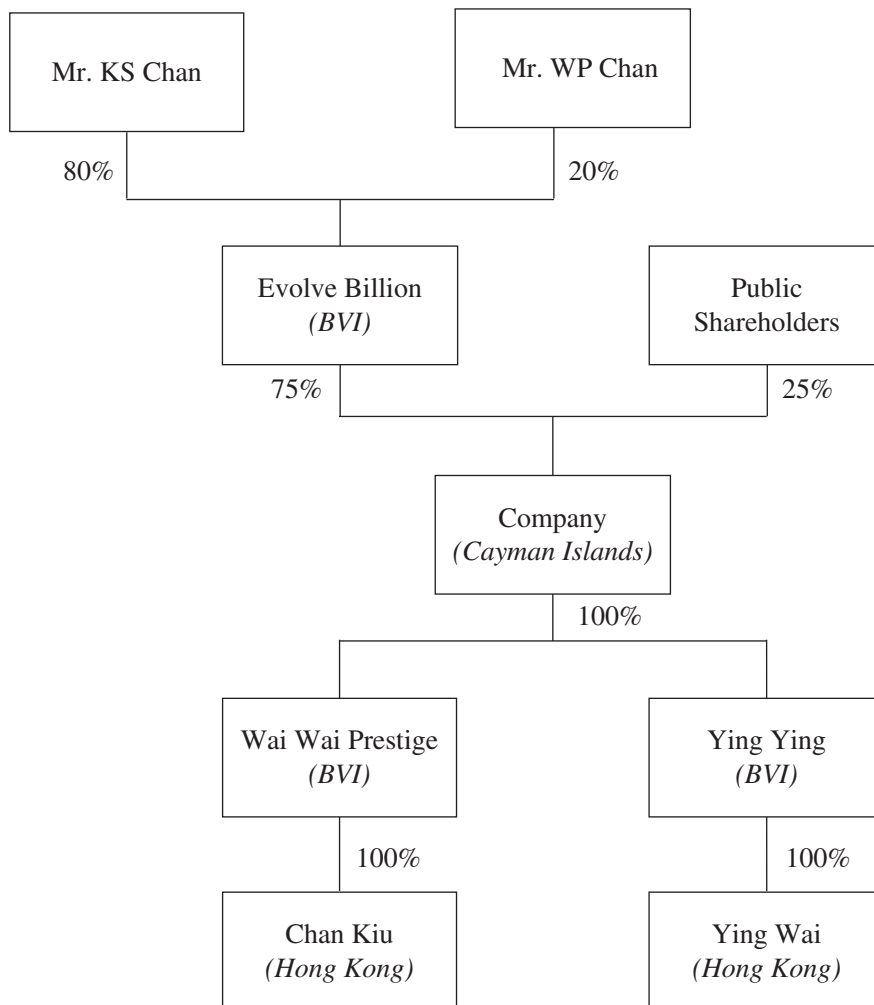 Mr. KS Chan
Mr. WP Chan
80%
20%
Evolve Billion
(BVI)
Public
Shareholders
75%
25%
Company
(Cayman Islands)
100%
Wai Wai Prestige
(BVI)
Ying Ying
(BVI)
100%
100%
Chan Kiu
(Hong Kong)
Ying Wai
(Hong Kong)